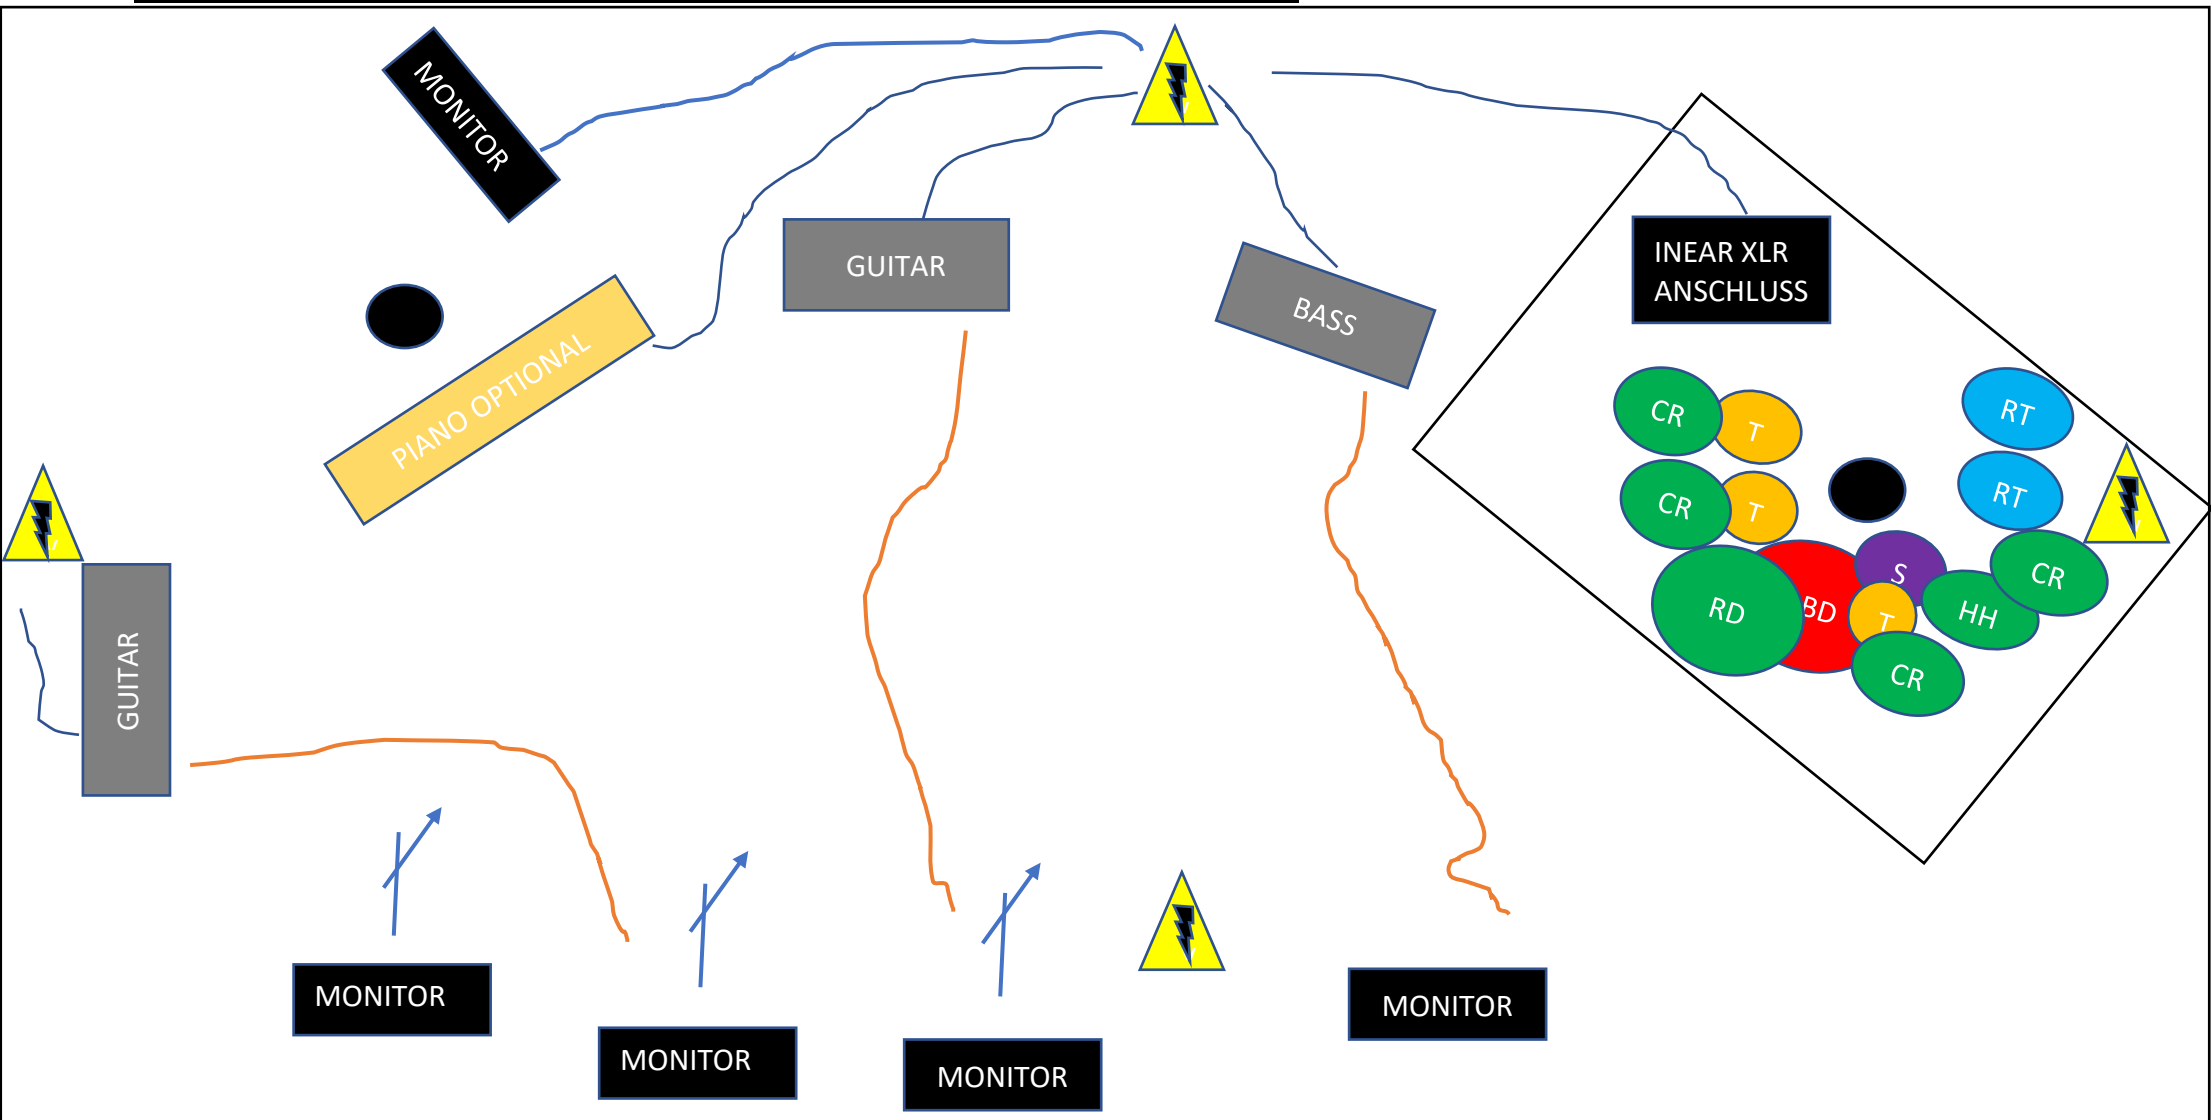 MONITOR
GUITAR
BASS
INEAR XLR
ANSCHLUSS
PIANO OPTIONAL
CR
T
RT
CR
T
RT
S
CR
RD
BD
T
HH
CR
GUITAR
MONITOR
MONITOR
MONITOR
MONITOR